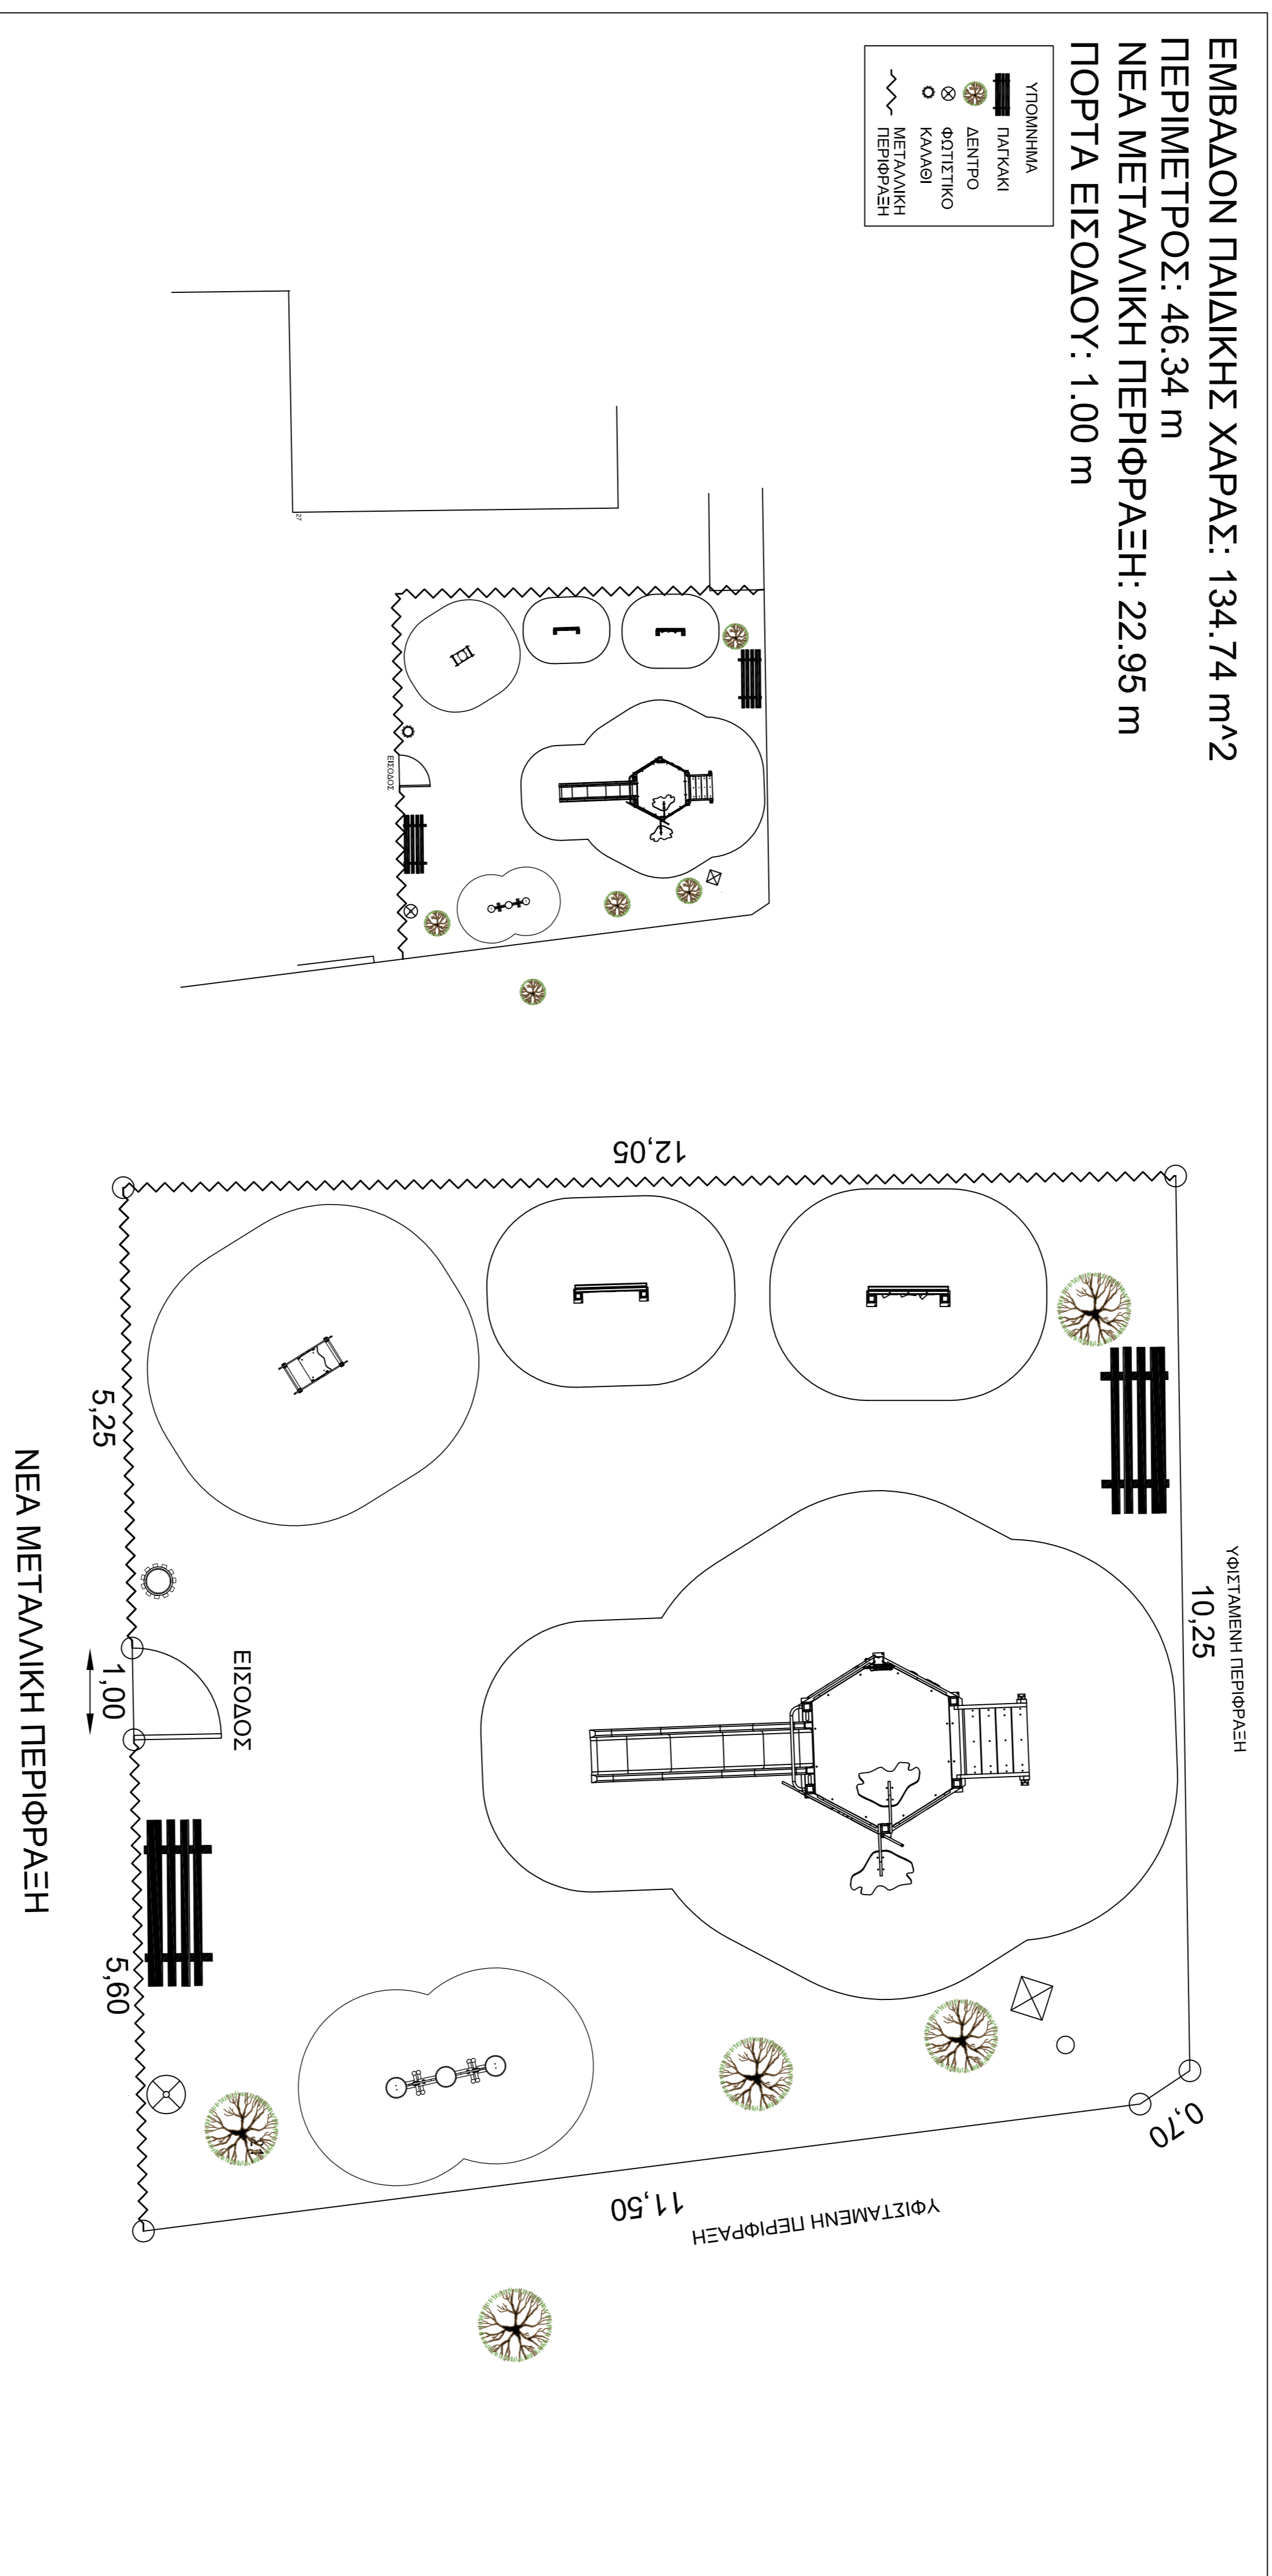 ΕΜΒΑΔΟΝ ΠΑΙΔΙΚΗΣ ΧΑΡΑΣ: 134.74 m^2
ΠΕΡΙΜΕΤΡΟΣ: 46.34 m
ΝΕΑ ΜΕΤΑΛΛΙΚΗ ΠΕΡΙΦΡΑΞΗ: 22.95 m
ΠΟΡΤΑ ΕΙΣΟΔΟΥ: 1.00 m
ΥΠΟΜΝΗΜΑ
ΠΑΓΚΑΚΙ
ΔΕΝΤΡΟ
ΦΩΤΙΣΤΙΚΟ
ΚΑΛΑΘΙ
ΜΕΤΑΛΛΙΚΗ
ΠΕΡΙΦΡΑΞΗ
27
ΕΙΣΟΔΟΣ
ΥΦΙΣΤΑΜΕΝΗ ΠΕΡΙΦΡΑΞΗ
10,25
0,70
12,05
11,50
ΥΦΙΣΤΑΜΕΝΗ ΠΕΡΙΦΡΑΞΗ
ΕΙΣΟΔΟΣ
5,25
1,00
5,60
ΝΕΑ ΜΕΤΑΛΛΙΚΗ ΠΕΡΙΦΡΑΞΗ